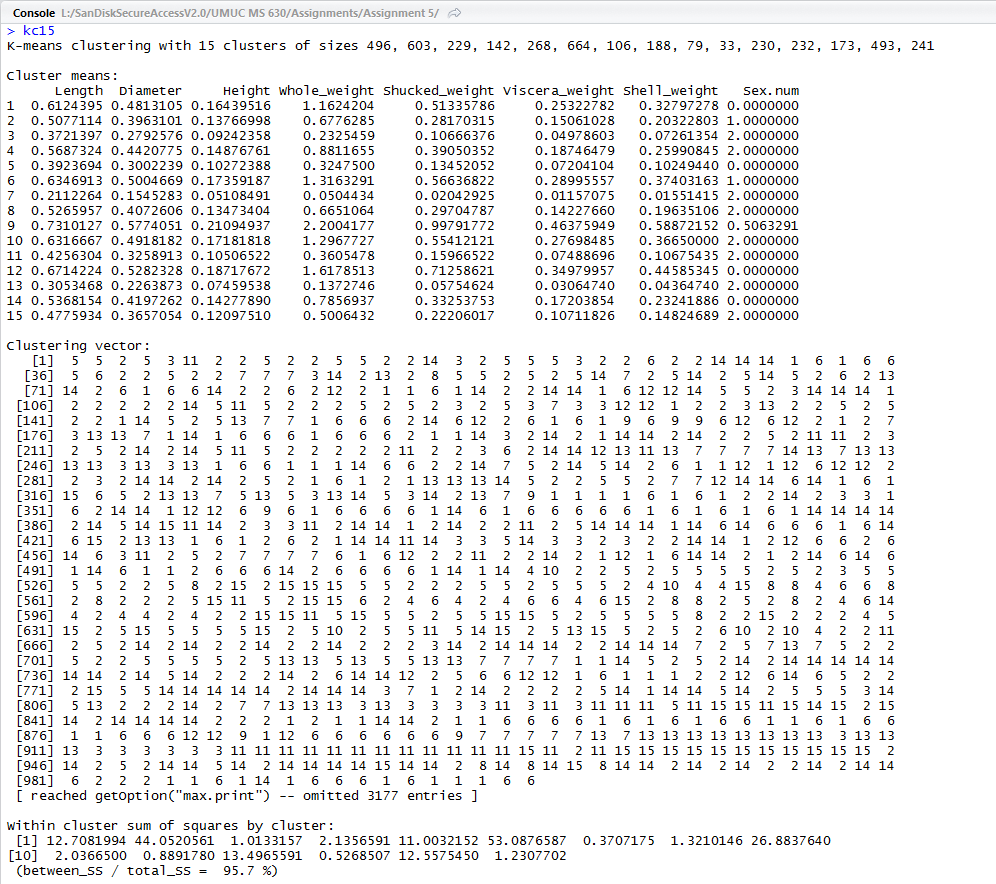 Console L:/SanDiskSecureAccessV2.0/UMUC MS 630/Assignments/Assignment 5/
> kc15
K-means clustering with 15 clusters of sizes 496, 603, 229, 142, 268, 664, 106, 188, 79, 33, 230, 232, 173, 493, 241
Cluster means:
Length Diameter Height Whole_weight Shucked_weight Viscera_weight Shell_weight Sex.num
1 0.6124395 0.4813105 0.16439516 1.1624204 0.51335786 0.25322782 0.32797278 0.0000000
2 0.5077114 0.3963101 0.13766998 0.6776285 0.28170315 0.15061028 0.20322803 1.0000000
3 0.3721397 0.2792576 0.09242358 0.2325459 0.10666376 0.04978603 0.07261354 2.0000000
4 0.5687324 0.4420775 0.14876761 0.8811655 0.39050352 0.18746479 0.25990845 2.0000000
5 0.3923694 0.3002239 0.10272388 0.3247500 0.13452052 0.07204104 0.10249440 0.0000000
6 0.6346913 0.5004669 0.17359187 1.3163291 0.56636822 0.28995557 0.37403163 1.0000000
7 0.2112264 0.1545283 0.05108491 0.0504434 0.02042925 0.01157075 0.01551415 2.0000000
8 0.5265957 0.4072606 0.13473404 0.6651064 0.29704787 0.14227660 0.19635106 2.0000000
9 0.7310127 0.5774051 0.21094937 2.2004177 0.99791772 0.46375949 0.58872152 0.5063291
10 0.6316667 0.4918182 0.17181818 1.2967727 0.55412121 0.27698485 0.36650000 2.0000000
11 0.4256304 0.3258913 0.10506522 0.3605478 0.15966522 0.07488696 0.10675435 2.0000000
12 0.6714224 0.5282328 0.18717672 1.6178513 0.71258621 0.34979957 0.44585345 0.0000000
13 0.3053468 0.2263873 0.07459538 0.1372746 0.05754624 0.03064740 0.04364740 2.0000000
14 0.5368154 0.4197262 0.14277890 0.7856937 0.33253753 0.17203854 0.23241886 0.0000000
15 0.4775934 0.3657054 0.12097510 0.5006432 0.22206017 0.10711826 0.14824689 2.0000000
Clustering vector:
[1] 5 5 2 5 3 11 2 2 5 2 2 5 5 2 2 14 3 2 5 5 5 3 2 2 6 2 2 14 14 14 1 6 1 6 6
[36] 5 6 2 2 5 2 2 7 7 7 3 14 2 13 2 8 5 5 2 5 2 5 14 7 2 5 14 2 5 14 5 2 6 2 13
[71] 14 2 6 1 6 6 14 2 2 6 2 12 2 1 1 6 1 14 2 2 14 14 1 6 12 12 14 5 5 2 3 14 14 14 1
[106] 2 2 2 2 2 14 5 11 5 2 2 2 5 2 5 2 3 2 5 3 7 3 3 12 12 1 2 2 3 13 2 2 5 2 5
[141] 2 2 1 14 5 2 5 13 7 7 1 6 6 6 2 14 6 12 2 6 1 6 1 9 6 9 9 6 12 6 12 2 1 2 7
[176] 3 13 13 7 1 14 1 6 6 6 1 6 6 6 2 1 1 14 3 2 14 2 1 14 14 2 14 2 2 5 2 11 11 2 3
[211] 2 5 2 14 2 14 5 11 5 2 2 2 2 2 11 2 2 3 6 2 14 14 12 13 11 13 7 7 7 7 14 13 7 13 13
[246] 13 13 3 13 3 13 1 6 6 1 1 1 14 6 6 2 2 14 7 5 2 14 5 14 2 6 1 1 12 1 12 6 12 12 2
[281] 2 3 2 14 14 2 14 2 5 2 1 6 1 2 1 13 13 13 14 5 2 2 5 5 2 7 7 12 14 14 6 14 1 6 1
[316] 15 6 5 2 13 13 7 5 13 5 3 13 14 5 3 14 2 13 7 9 1 1 1 1 6 1 6 1 2 2 14 2 3 3 1
[351] 6 2 14 14 1 12 12 6 9 6 1 6 6 6 6 1 14 6 1 6 6 6 6 6 1 6 1 6 1 6 1 14 14 14 14
[386] 2 14 5 14 15 11 14 2 3 3 11 2 14 14 1 2 14 2 2 11 2 5 14 14 14 1 14 6 14 6 6 6 1 6 14
[421] 6 15 2 13 13 1 6 1 2 6 2 1 14 14 11 14 3 3 5 14 3 3 2 3 2 2 14 14 1 2 12 6 6 2 6
[456] 14 6 3 11 2 5 2 7 7 7 7 6 1 6 12 2 2 11 2 2 14 2 1 12 1 6 14 14 2 1 2 14 6 14 6
[491] 1 14 6 1 1 2 6 6 6 14 2 6 6 6 6 1 14 1 14 4 10 2 2 5 2 5 5 5 5 2 5 2 3 5 5
[526] 5 5 2 2 5 8 2 15 2 15 15 15 5 5 2 2 2 5 5 2 5 5 5 2 4 10 4 4 15 8 8 4 6 6 8
[561] 2 8 2 2 2 5 15 11 5 2 15 15 6 2 4 6 4 2 4 6 6 4 6 15 2 8 8 2 5 2 8 2 4 6 14
[596] 4 2 4 4 2 4 2 2 15 15 11 5 15 5 5 2 5 5 15 15 5 2 5 5 5 5 8 2 2 15 2 2 2 4 5
[631] 15 2 5 15 5 5 5 5 15 2 5 10 2 5 5 11 5 14 15 2 5 13 15 5 2 5 2 6 10 2 10 4 2 2 11
[666] 2 5 2 14 2 14 2 2 14 2 2 14 2 2 2 3 14 2 14 14 14 2 2 14 14 14 7 2 5 7 13 7 5 2 2
[701] 5 2 2 5 5 5 5 2 5 13 13 5 13 5 5 13 13 7 7 7 7 1 1 14 5 2 5 2 14 2 14 14 14 14 14
[736] 14 14 2 14 5 14 2 2 2 14 2 6 14 14 12 2 5 6 6 12 12 1 6 1 1 1 2 2 12 6 14 6 5 2 2
[771] 2 15 5 5 14 14 14 14 14 2 14 14 14 3 7 1 2 14 2 2 2 2 5 14 1 14 14 5 14 2 5 5 5 3 14
[806] 5 13 2 2 2 14 2 7 7 13 13 13 3 13 3 3 3 3 11 3 11 3 11 11 11 5 11 15 15 11 15 14 15 2 15
[841] 14 2 14 14 14 14 2 2 2 1 2 1 1 14 14 2 1 1 6 6 6 6 1 6 1 6 1 6 6 1 1 6 1 6 6
[876] 1 1 6 6 6 12 12 9 1 12 6 6 6 6 6 6 9 7 7 7 7 7 13 7 13 13 13 13 13 13 13 13 3 13 13
[911] 13 3 3 3 3 3 3 11 11 11 11 11 11 11 11 11 11 11 15 11 2 11 15 15 15 15 15 15 15 15 15 15 15 15 2
[946] 14 2 5 2 14 14 5 14 2 14 14 14 14 15 14 14 2 8 14 8 14 15 8 14 14 2 14 2 14 2 2 14 2 14 14
[981] 6 2 2 2 1 1 6 1 14 1 6 6 6 1 6 1 1 1 6 6
[ reached getOption("max.print") -- omitted 3177 entries ]
Within cluster sum of squares by cluster:
[1] 12.7081994 44.0520561 1.0133157 2.1356591 11.0032152 53.0876587 0.3707175 1.3210146 26.8837640
[10] 2.0366500 0.8891780 13.4965591 0.5268507 12.5575450 1.2307702
(between_SS / total_SS = 95.7 %)